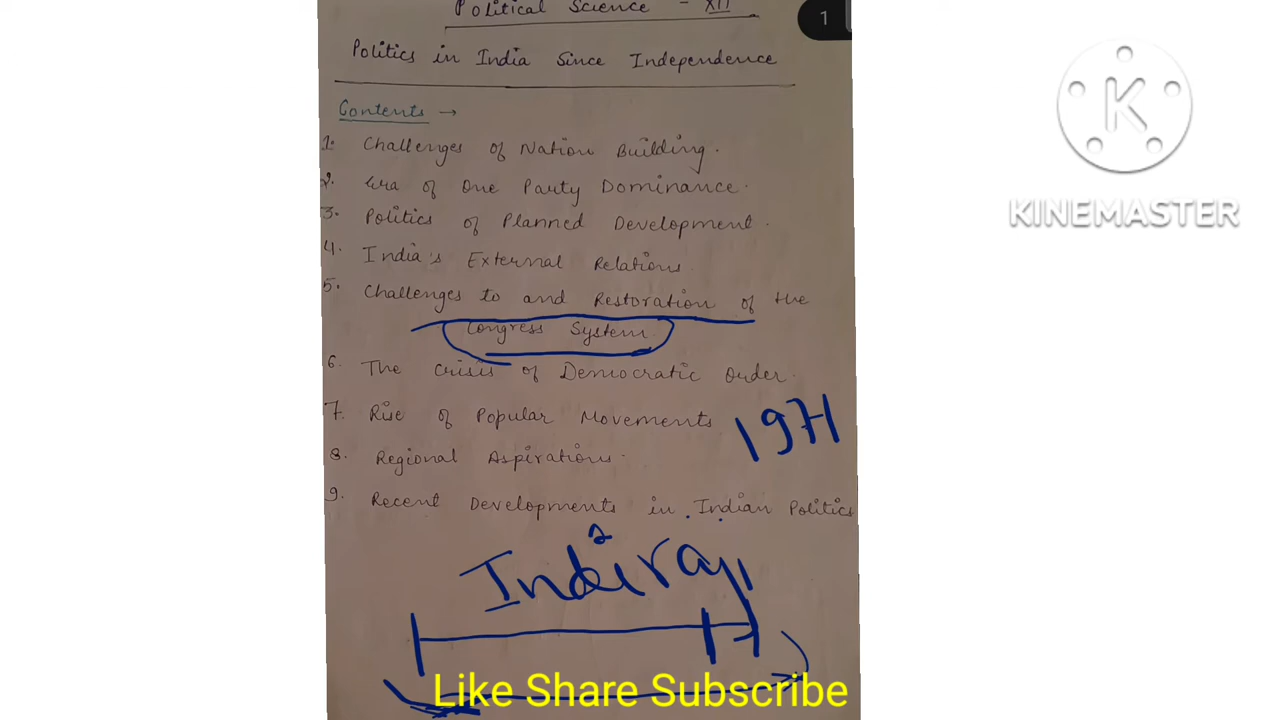 Political Science - XII
1
Politics in India Since Independence
KINEMASTER
Contents →
1. Challenges of Nation Building.
2. Era of One Party Dominance.
3. Politics of Planned Development.
4. India's External Relations.
5. Challenges to and Restoration of the
Congress System.
6. The Crisis of Democratic Order.
7. Rise of Popular Movements
1971
8. Regional Aspirations.
9. Recent Developments in Indian Politics
Indiraji
Like Share Subscribe